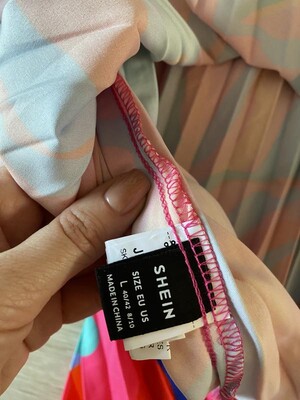 SHEIN
SIZE EU US
L 40/42 8/10
MADE IN CHINA